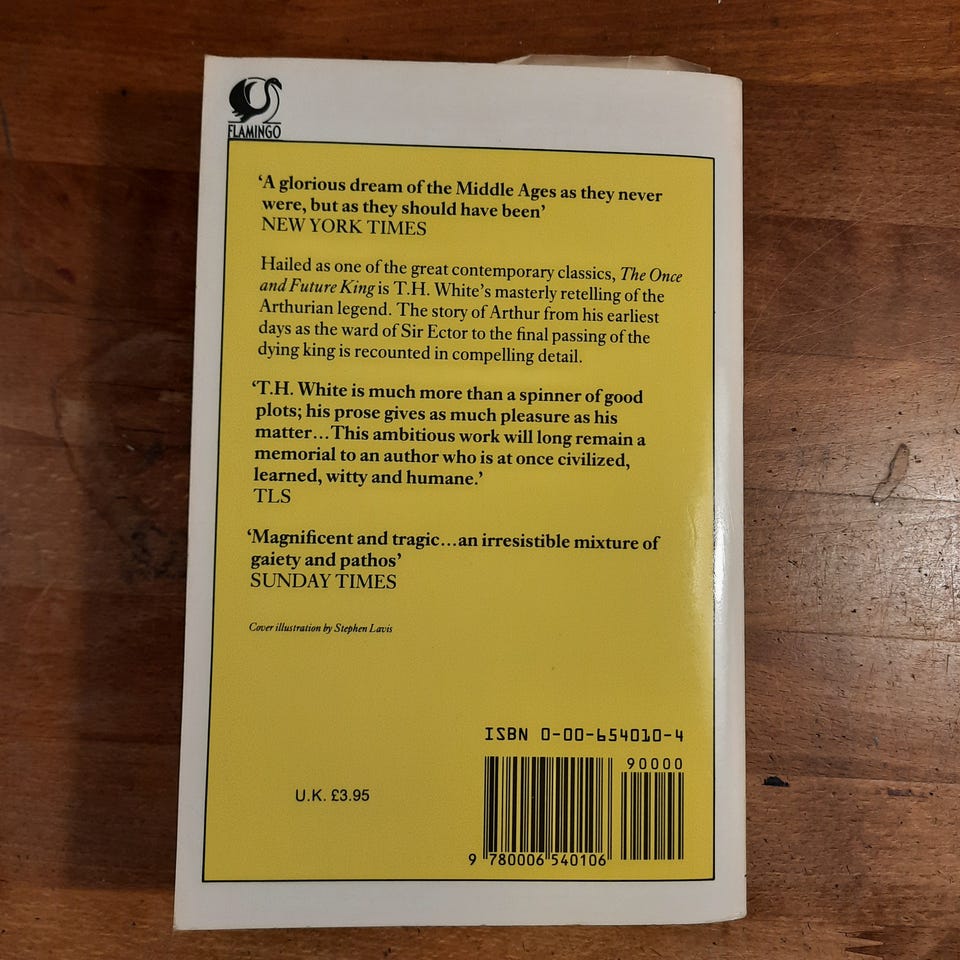 FLAMINGO
‘A glorious dream of the Middle Ages as they never
were, but as they should have been’
NEW YORK TIMES
Hailed as one of the great contemporary classics, The Once
and Future King is T.H. White’s masterly retelling of the
Arthurian legend. The story of Arthur from his earliest
days as the ward of Sir Ector to the final passing of the
dying king is recounted in compelling detail.
‘T.H. White is much more than a spinner of good
plots; his prose gives as much pleasure as his
matter...This ambitious work will long remain a
memorial to an author who is at once civilized,
learned, witty and humane.’
TLS
‘Magnificent and tragic...an irresistible mixture of
gaiety and pathos’
SUNDAY TIMES
Cover illustration by Stephen Lavis
ISBN 0-00-654010-4
90000
U.K. £3.95
9 780006 540106